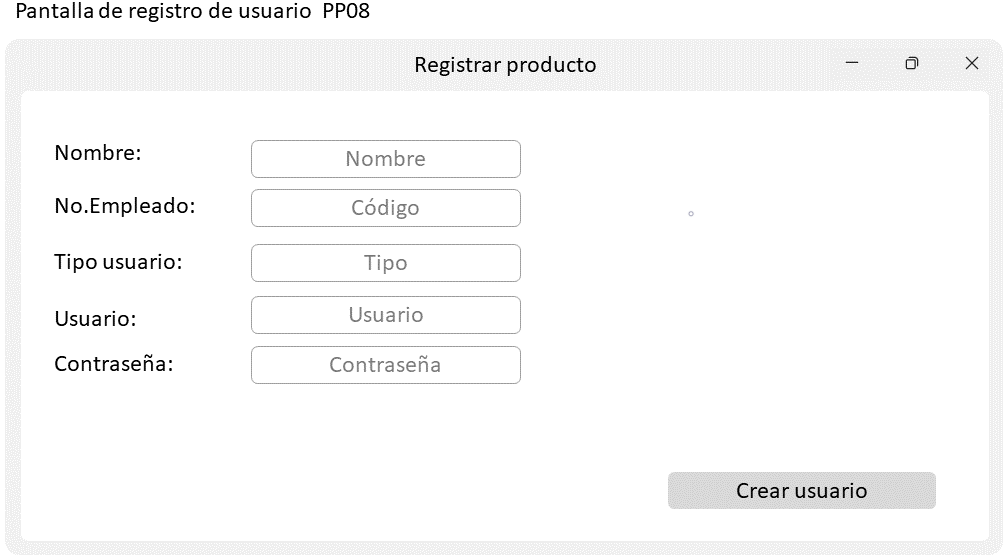 Pantalla de registro de usuario PP08
Registrar producto
Nombre: Nombre
No.Empleado: Código
Tipo usuario: Tipo
Usuario: Usuario
Contraseña: Contraseña
Crear usuario